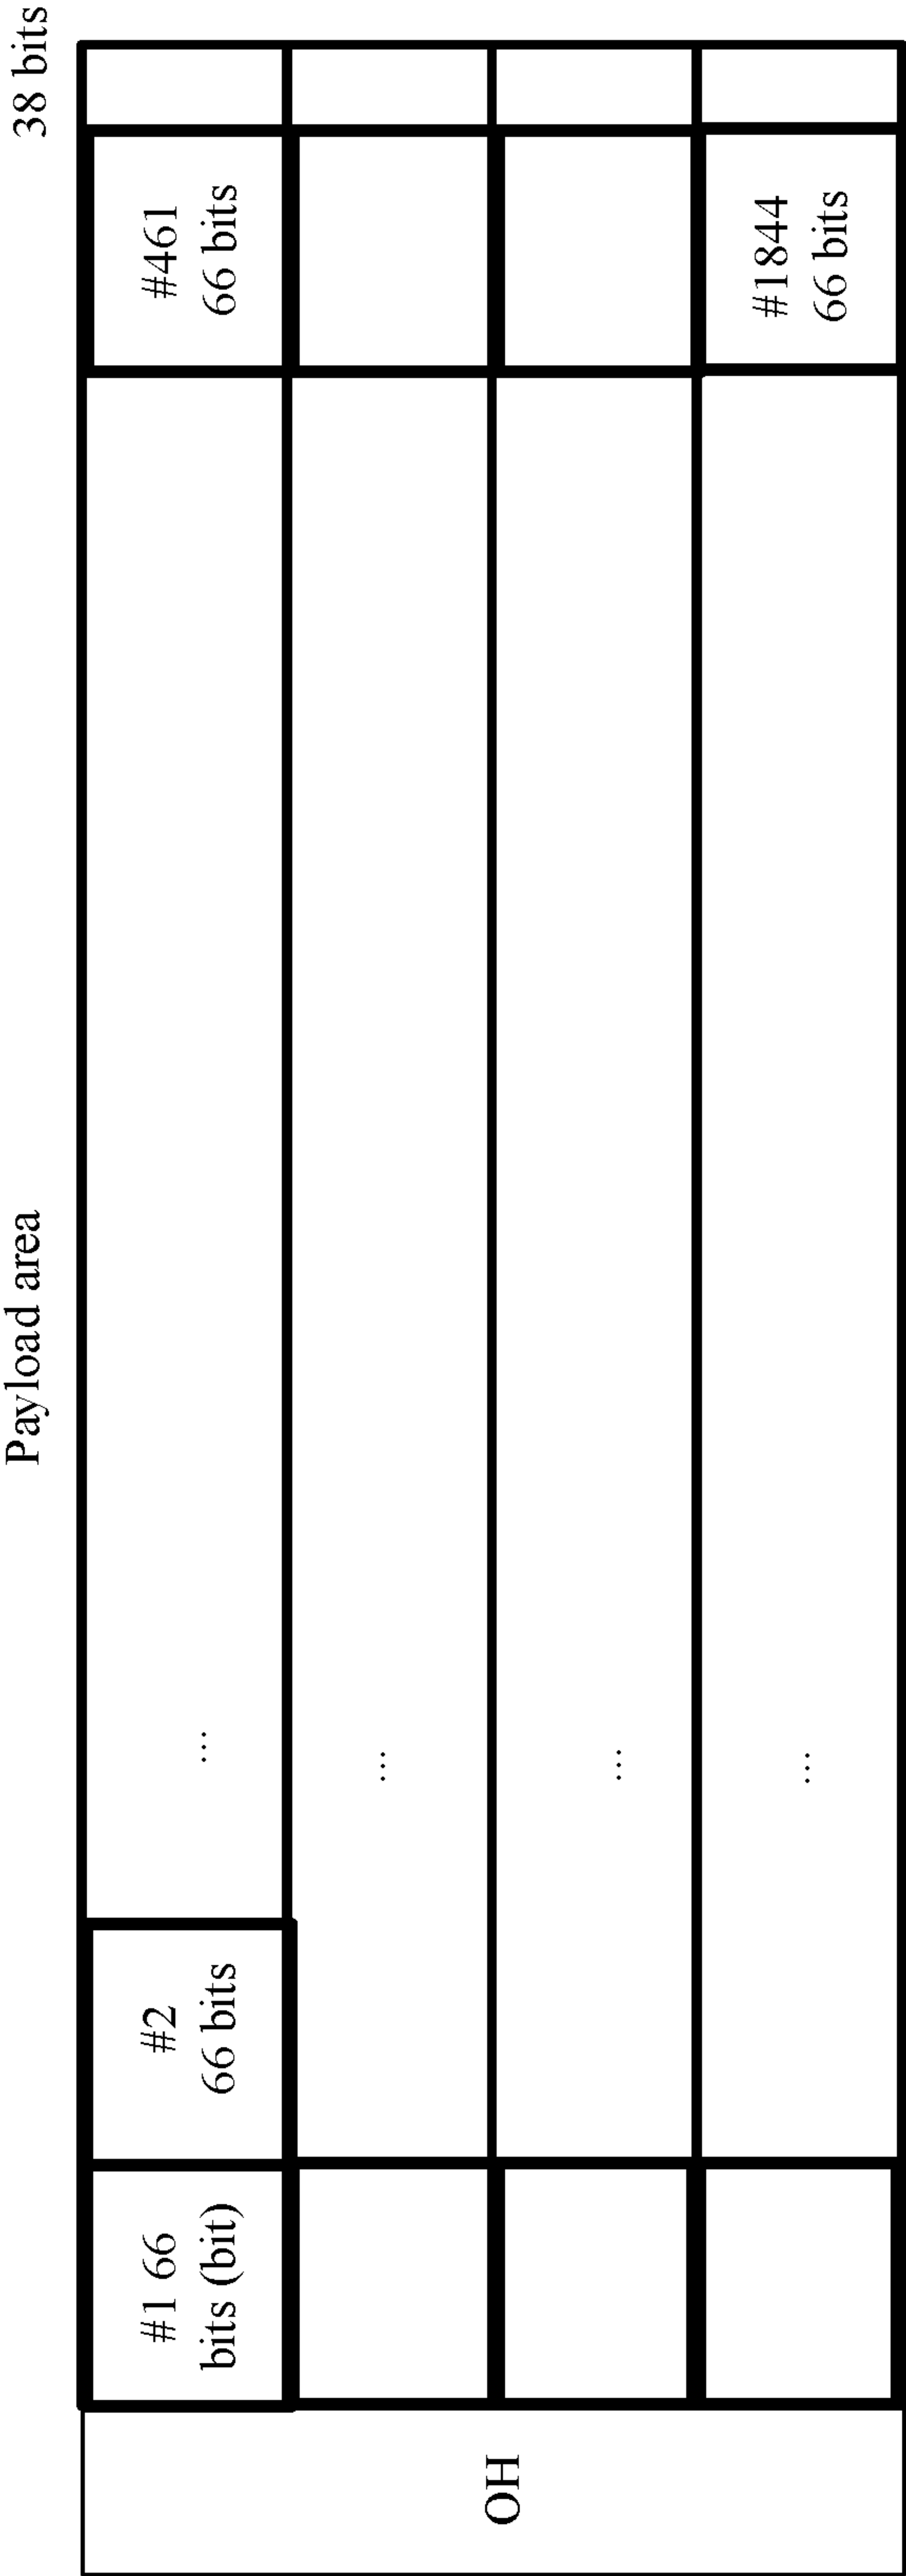 Payload area
38 bits
OH
#1 66
bits (bit)
#2
66 bits
...
#461
66 bits
...
...
...
#1844
66 bits